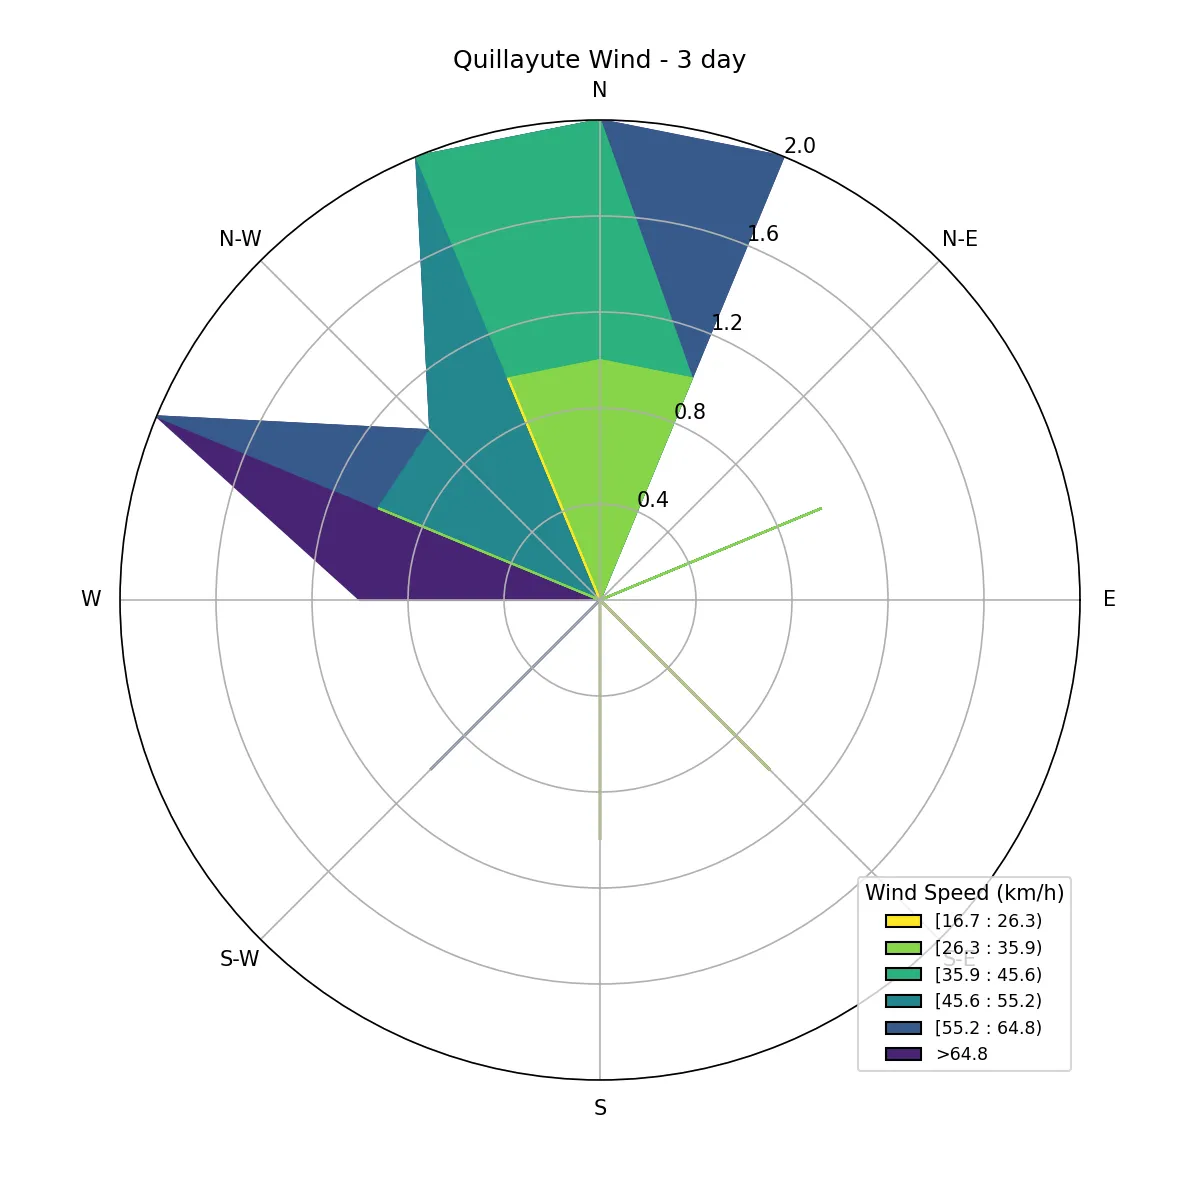 Quillayute Wind - 3 day
N
2.0
N-W
N-E
1.6
1.2
0.8
0.4
W
E
S-W
S-E
S
Wind Speed (km/h)
[16.7 : 26.3)
[26.3 : 35.9)
[35.9 : 45.6)
[45.6 : 55.2)
[55.2 : 64.8)
>64.8